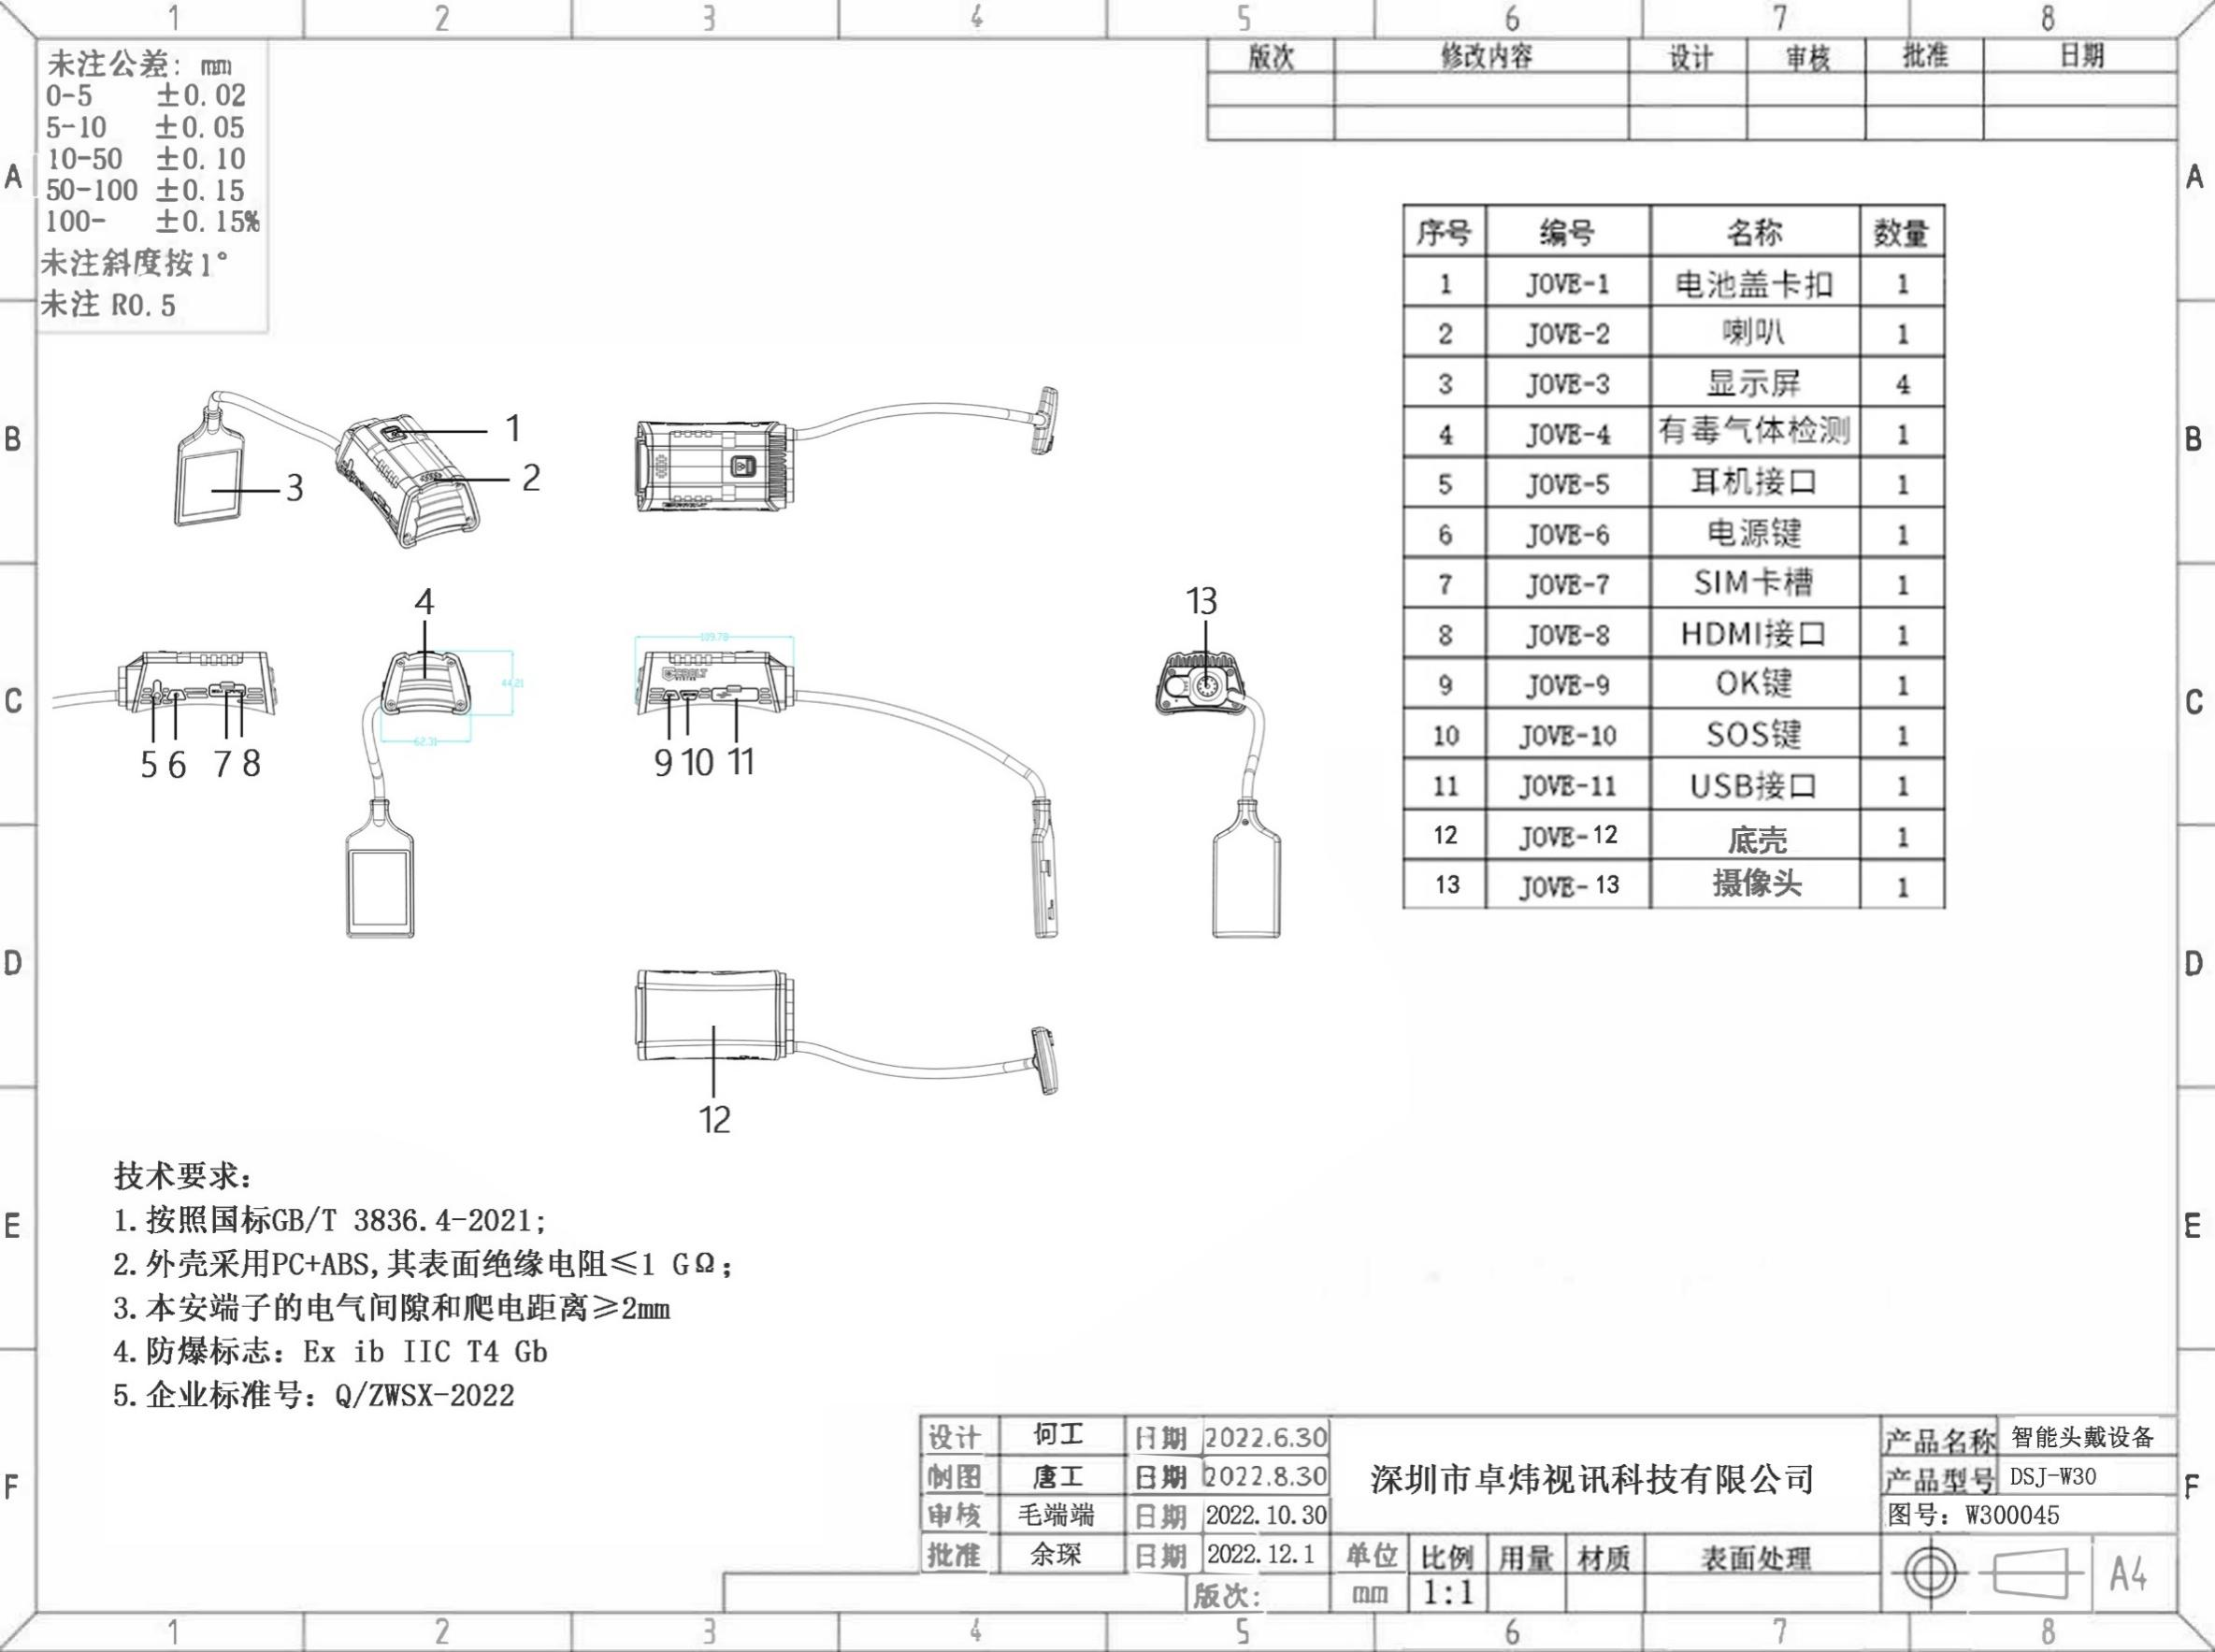 1 2 3 4 5 6 7 8
未注公差: mm
0-5 ±0.02
5-10 ±0.05
10-50 ±0.10
50-100 ±0.15
100- ±0.15%
未注斜度按1°
未注 R0.5
版次 修改内容 设计 审核 批准 日期
A A
B B
C C
D D
E E
F F
序号 编号 名称 数量
1 JOVE-1 电池盖卡扣 1
2 JOVE-2 喇叭 1
3 JOVE-3 显示屏 4
4 JOVE-4 有毒气体检测 1
5 JOVE-5 耳机接口 1
6 JOVE-6 电源键 1
7 JOVE-7 SIM卡槽 1
8 JOVE-8 HDMI接口 1
9 JOVE-9 OK键 1
10 JOVE-10 SOS键 1
11 JOVE-11 USB接口 1
12 JOVE-12 底壳 1
13 JOVE-13 摄像头 1
1
2
3
4
13
109.78
44.21
62.31
5 6 7 8
9 10 11
12
技术要求:
1.按照国标GB/T 3836.4-2021;
2.外壳采用PC+ABS,其表面绝缘电阻≤1 GΩ;
3.本安端子的电气间隙和爬电距离≥2mm
4.防爆标志: Ex ib IIC T4 Gb
5.企业标准号: Q/ZWSX-2022
设计 何工 日期 2022.6.30
制图 唐工 日期 2022.8.30
审核 毛端端 日期 2022.10.30
批准 余琛 日期 2022.12.1
版次:
深圳市卓炜视讯科技有限公司
单位 比例 用量 材质 表面处理
mm 1:1
产品名称 智能头戴设备
产品型号 DSJ-W30
图号: W300045
A4
1 2 3 4 5 6 7 8